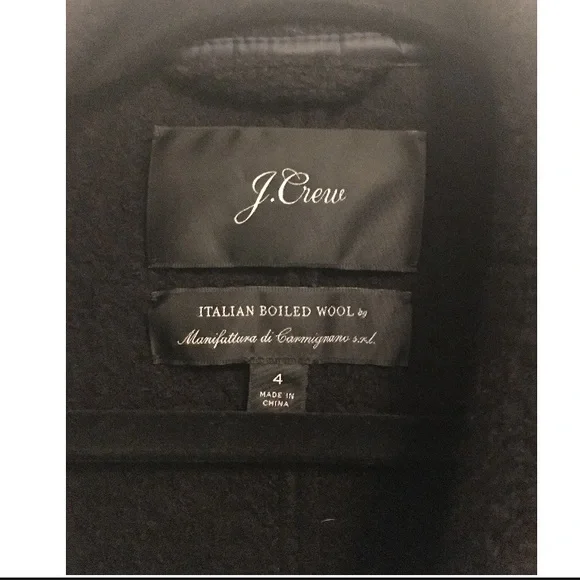 J.Crew
ITALIAN BOILED WOOL by
Manifattura di Carmignano s.r.l.
4
MADE IN
CHINA